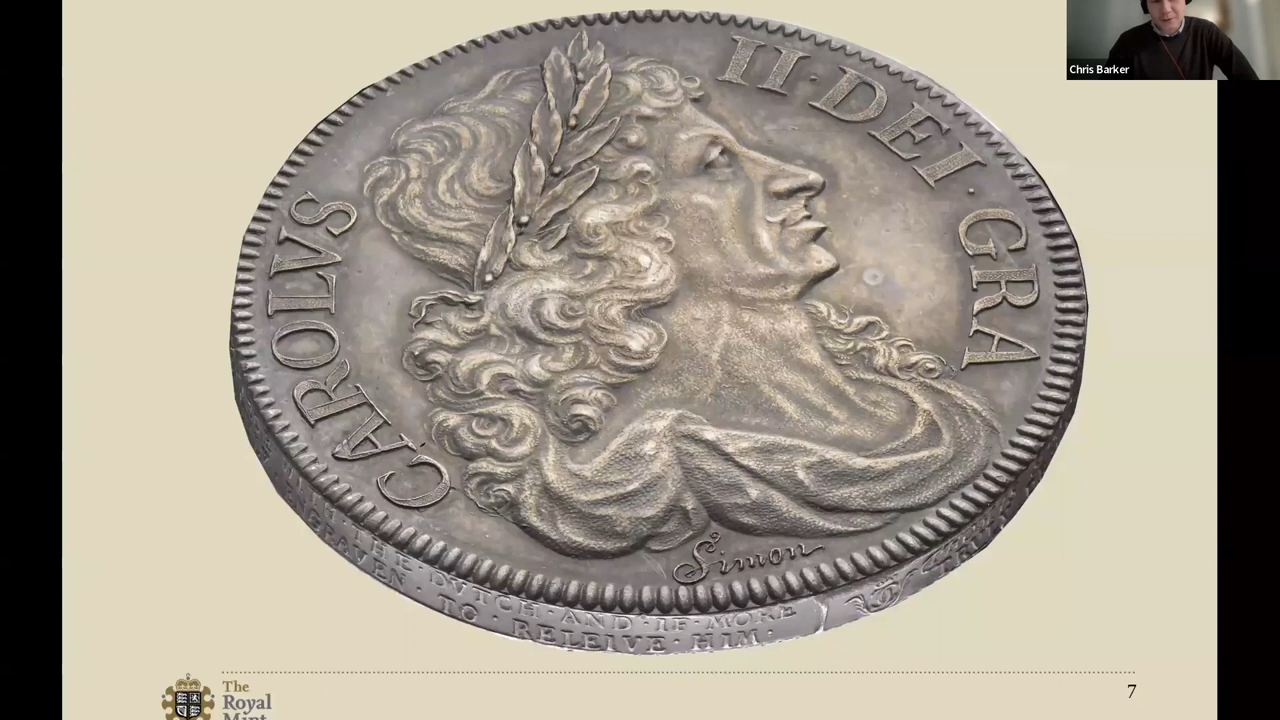 Chris Barker
CAROLVS II·DEI·GRA
Simon
THE·DVTCH·AND·IF·MORE
GRAVEN·TO·RELEIVE·HIM·
The
Royal
Mint
7